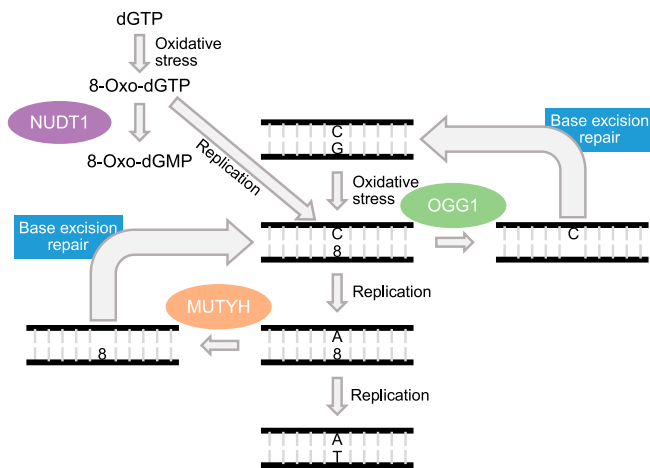 dGTP
Oxidative
stress
8-Oxo-dGTP
NUDT1
8-Oxo-dGMP
Replication
C
G
Base excision
repair
Oxidative
stress
OGG1
C
8
C
Base excision
repair
Replication
MUTYH
A
8
8
Replication
A
T